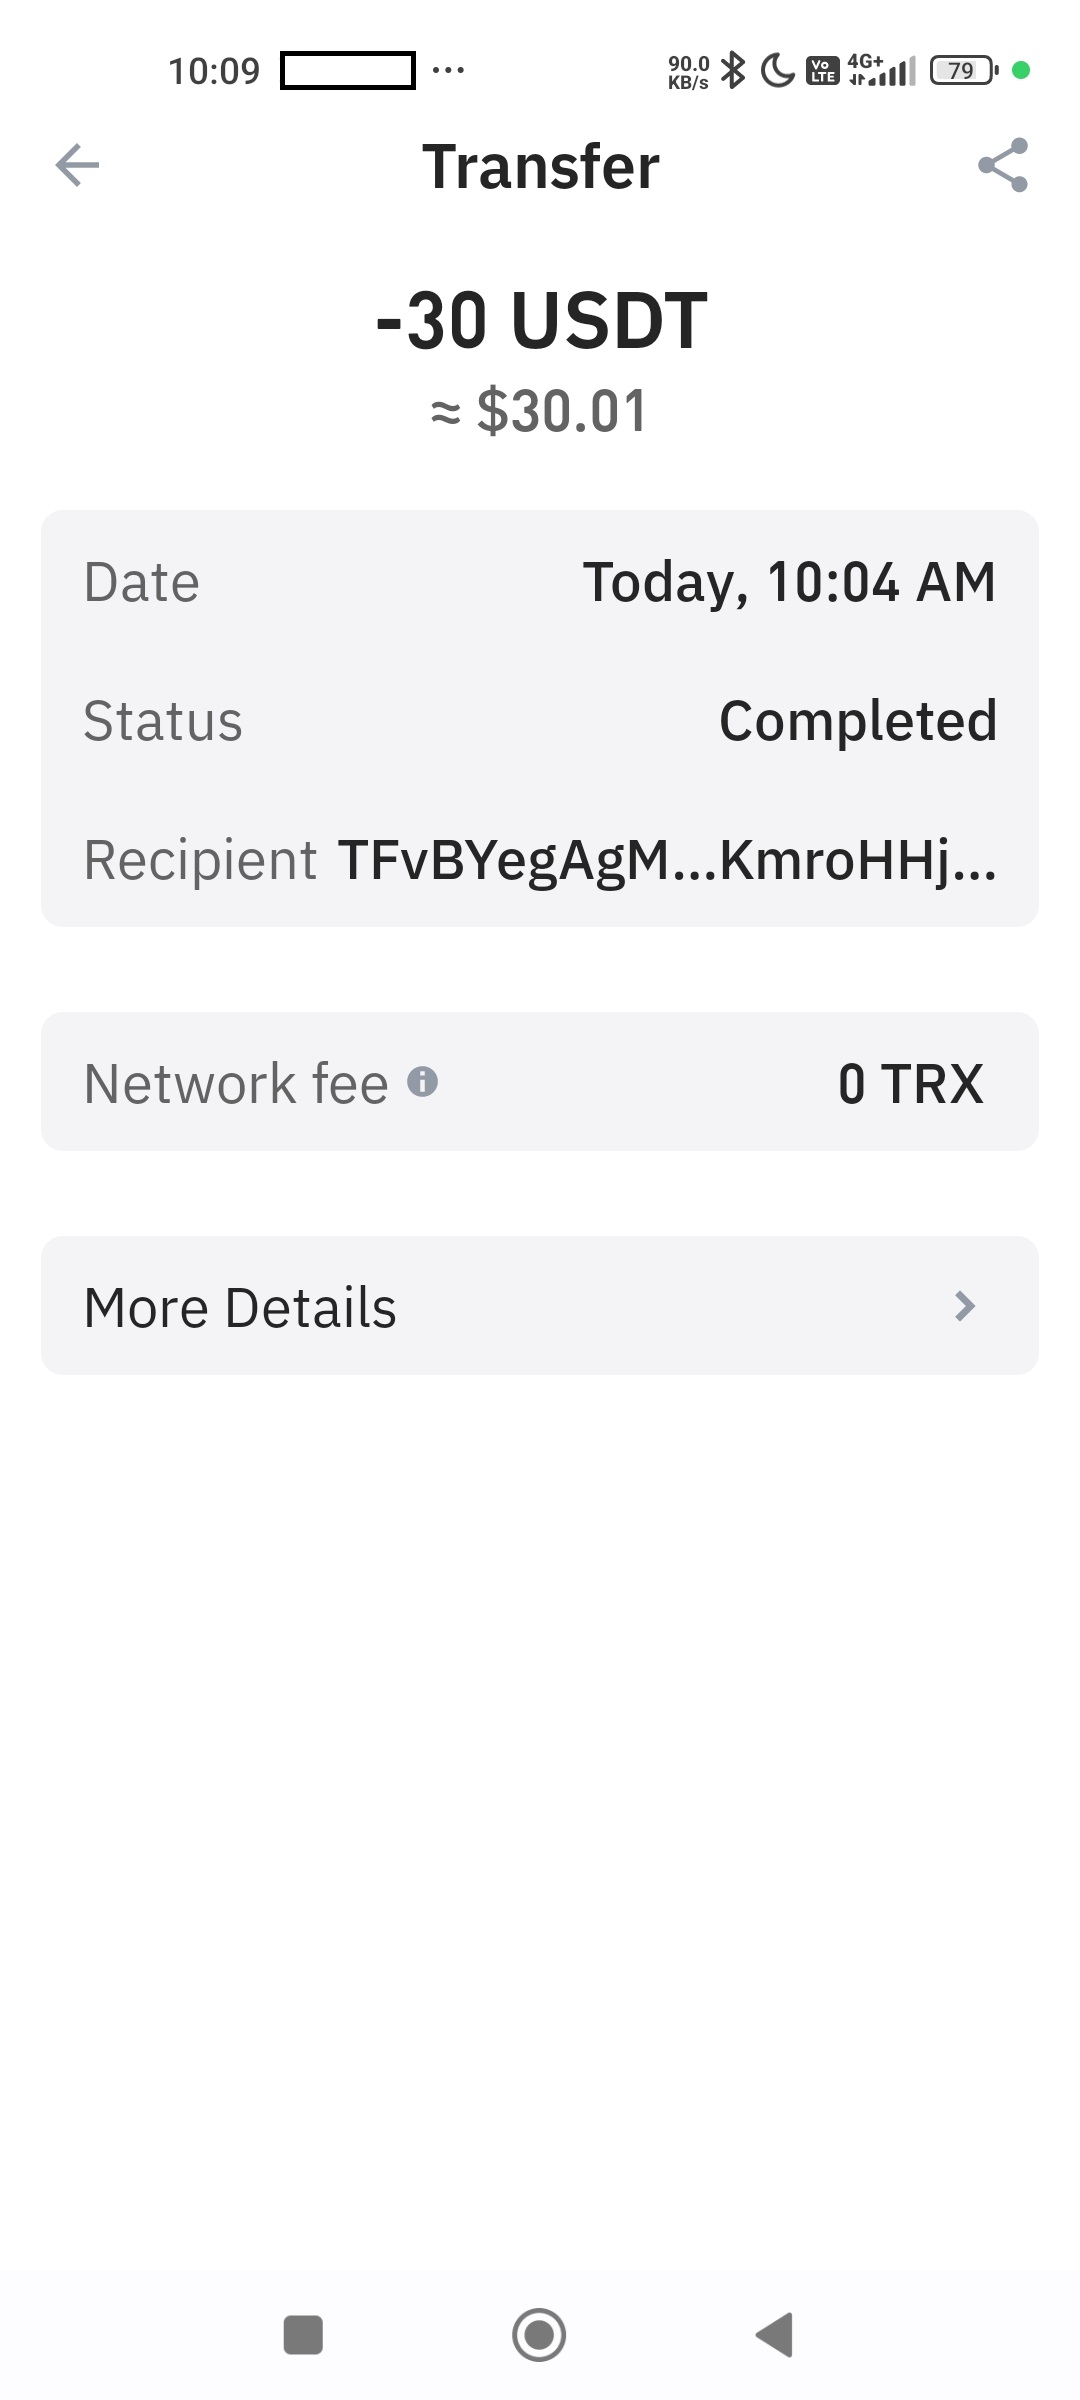 10:09 ... 90.0 KB/s Vo LTE 4G+ 79
Transfer
-30 USDT
≈ $30.01
Date Today, 10:04 AM
Status Completed
Recipient TFvBYegAgM...KmroHHj...
Network fee 0 TRX
More Details